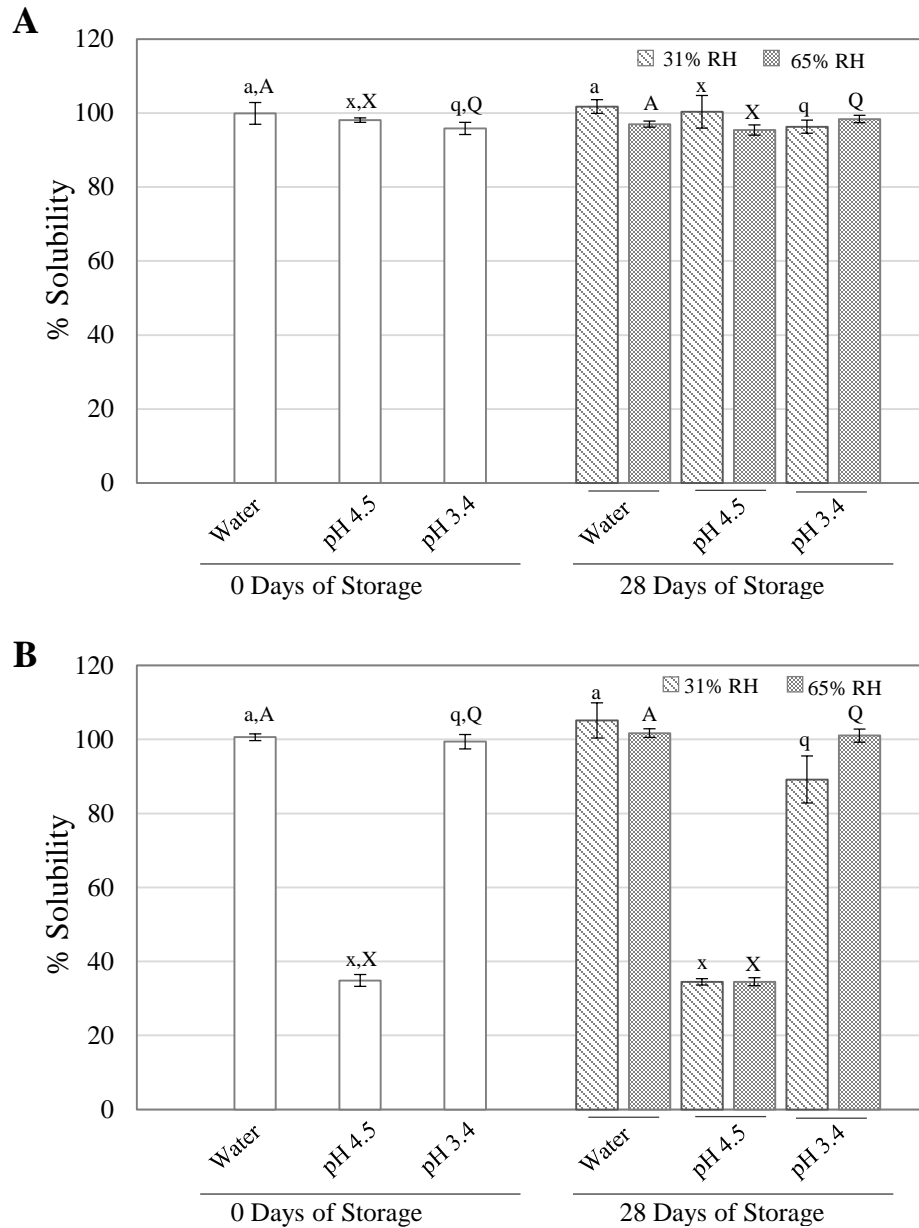 A
120
31% RH
65% RH
a,A
x,X
q,Q
a
A
x
X
q
Q
100
80
60
40
20
0
% Solubility
Water
pH 4.5
pH 3.4
Water
pH 4.5
pH 3.4
0 Days of Storage
28 Days of Storage
B
120
31% RH
65% RH
a,A
x,X
q,Q
a
A
x
X
q
Q
100
80
60
40
20
0
% Solubility
Water
pH 4.5
pH 3.4
Water
pH 4.5
pH 3.4
0 Days of Storage
28 Days of Storage